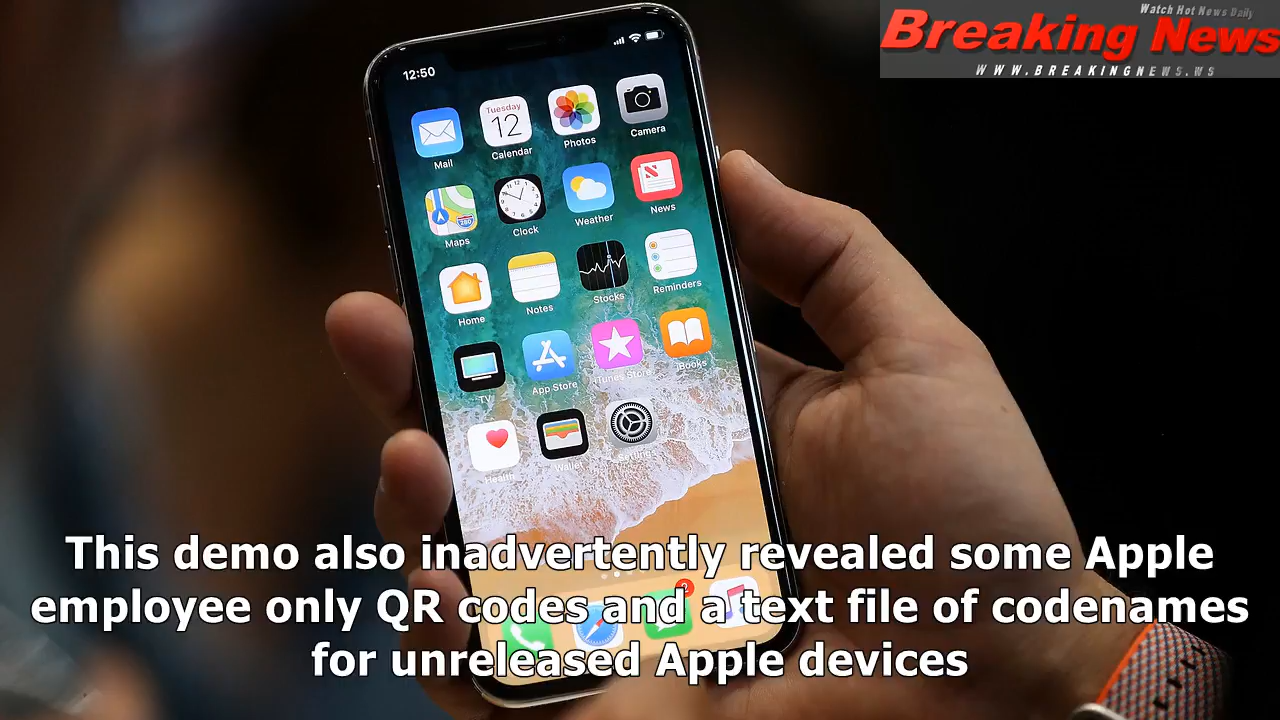 Watch Hot News Daily
Breaking News
WWW.BREAKINGNEWS.WS
12:50
Mail
Tuesday
12
Calendar
Photos
Camera
Maps
280
Clock
Weather
News
Home
Notes
Stocks
Reminders
TV
App Store
iTunes Store
iBooks
Health
Wallet
Settings
2
This demo also inadvertently revealed some Apple
employee only QR codes and a text file of codenames
for unreleased Apple devices